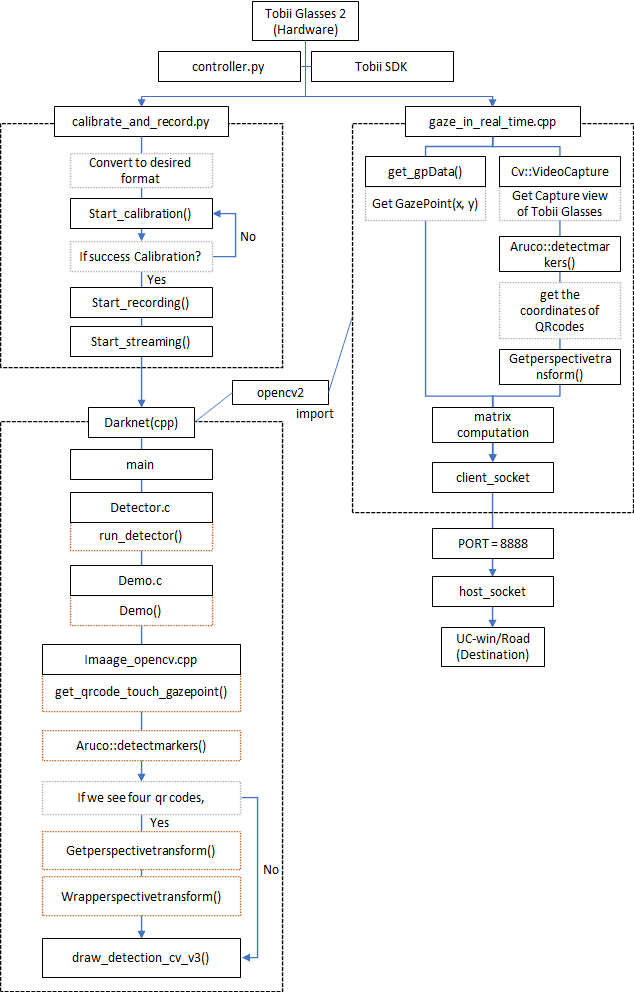 Tobii Glasses 2
(Hardware)
controller.py
Tobii SDK
calibrate_and_record.py
Convert to desired
format
Start_calibration()
No
If success Calibration?
Yes
Start_recording()
Start_streaming()
gaze_in_real_time.cpp
get_gpData()
Get GazePoint(x, y)
Cv::VideoCapture
Get Capture view
of Tobii Glasses
Aruco::detectmar
kers()
get the
coordinates of
QRcodes
Getperspectivetra
nsform()
matrix
computation
client_socket
PORT = 8888
host_socket
UC-win/Road
(Destination)
opencv2
import
Darknet(cpp)
main
Detector.c
run_detector()
Demo.c
Demo()
Imaage_opencv.cpp
get_qrcode_touch_gazepoint()
Aruco::detectmarkers()
If we see four qr codes,
Yes
Getperspectivetransform()
No
Wrapperspectivetransform()
draw_detection_cv_v3()